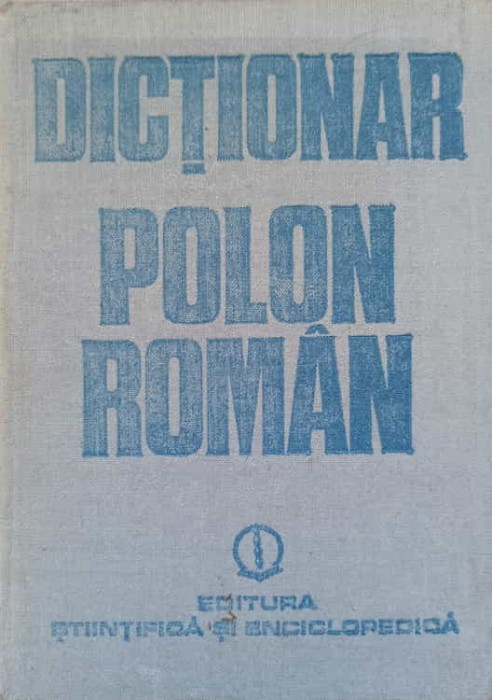 DICȚIONAR
POLON
ROMÂN
EDITURA
ȘTIINȚIFICĂ ȘI ENCICLOPEDICĂ